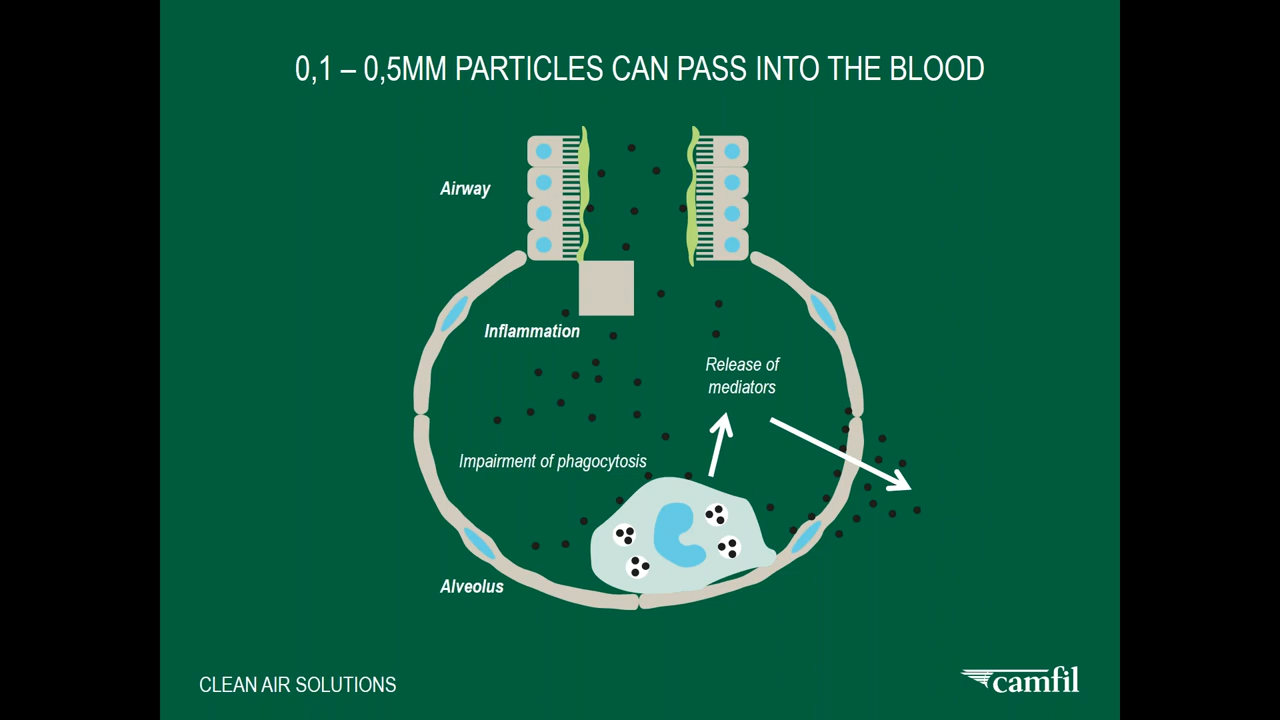 0,1 – 0,5MM PARTICLES CAN PASS INTO THE BLOOD
Airway
Inflammation
Release of
mediators
Impairment of phagocytosis
Alveolus
CLEAN AIR SOLUTIONS
camfil